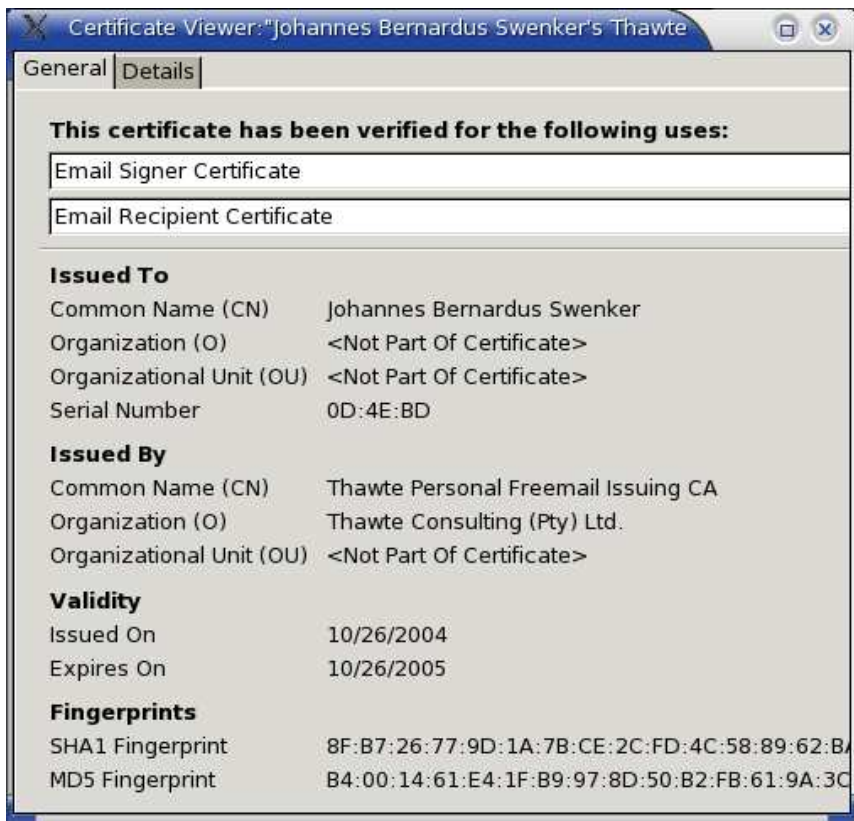 Certificate Viewer:"Johannes Bernardus Swenker's Thawte
General Details
This certificate has been verified for the following uses:
Email Signer Certificate
Email Recipient Certificate
Issued To
Common Name (CN) Johannes Bernardus Swenker
Organization (O) <Not Part Of Certificate>
Organizational Unit (OU) <Not Part Of Certificate>
Serial Number 0D:4E:BD
Issued By
Common Name (CN) Thawte Personal Freemail Issuing CA
Organization (O) Thawte Consulting (Pty) Ltd.
Organizational Unit (OU) <Not Part Of Certificate>
Validity
Issued On 10/26/2004
Expires On 10/26/2005
Fingerprints
SHA1 Fingerprint 8F:B7:26:77:9D:1A:7B:CE:2C:FD:4C:58:89:62:BA
MD5 Fingerprint B4:00:14:61:E4:1F:B9:97:8D:50:B2:FB:61:9A:3C